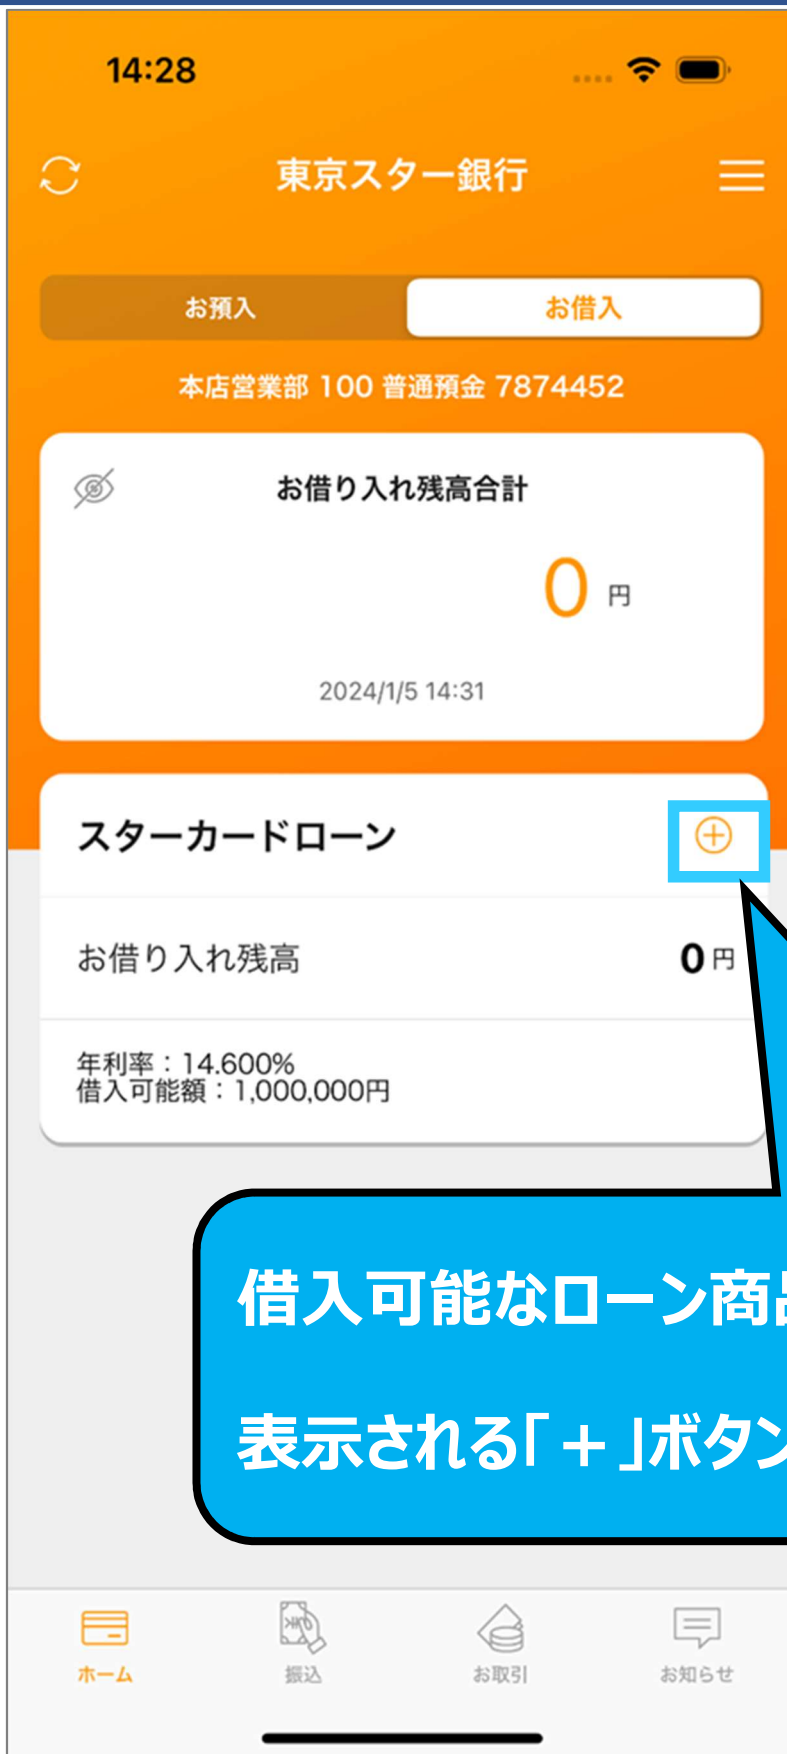 14:28
東京スター銀行
お預入
お借入
本店営業部 100 普通預金 7874452
お借り入れ残高合計
0 円
2024/1/5 14:31
スターカードローン
お借り入れ残高
0 円
年利率：14.600%
借入可能額：1,000,000円
借入可能なローン商
表示される「＋」ボタン
ホーム
振込
お取引
お知らせ